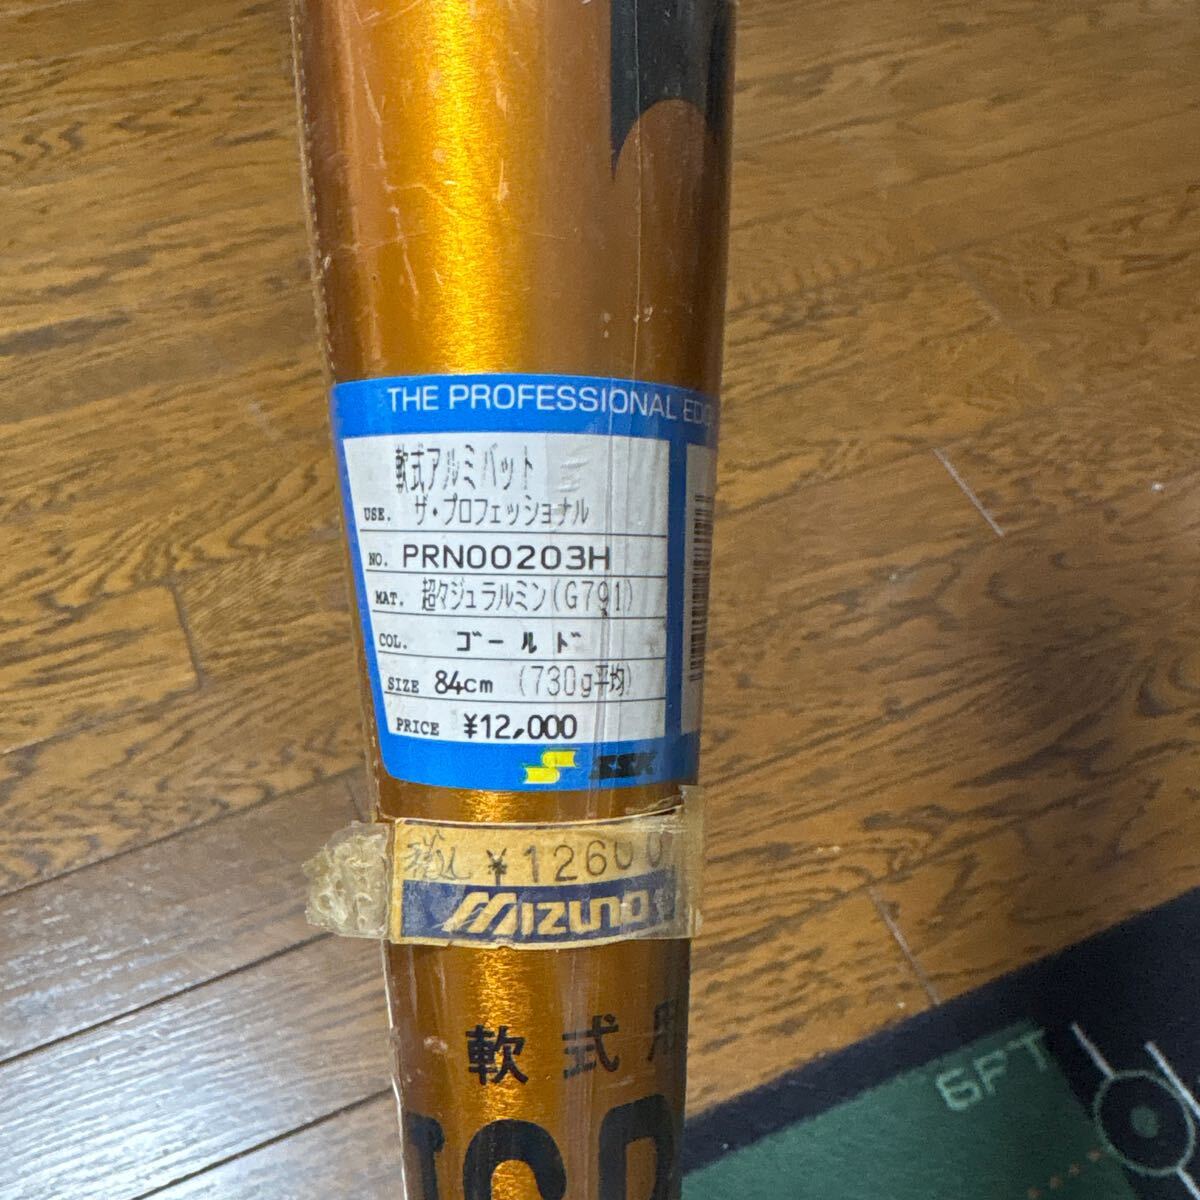 THE PROFESSIONAL EDG
軟式アルミバット
USE. ザ・プロフェッショナル
NO. PRN00203H
MAT. 超々ジュラルミン(G791)
COL. ゴールド
SIZE 84cm (730g平均)
PRICE ¥12,000
SSK
税込 ¥12600
MIZUNO
軟式用
6FT